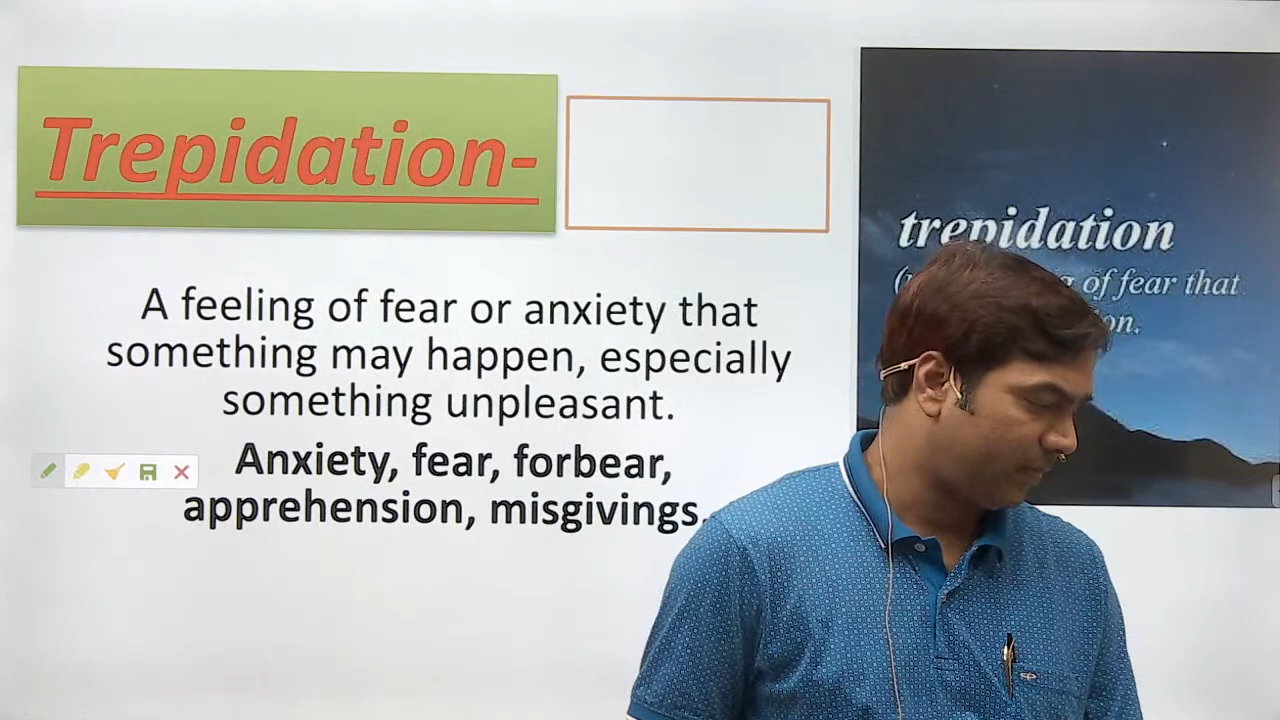 Trepidation-
A feeling of fear or anxiety that
something may happen, especially
something unpleasant.
Anxiety, fear, forbear,
apprehension, misgivings.
trepidation
of fear that